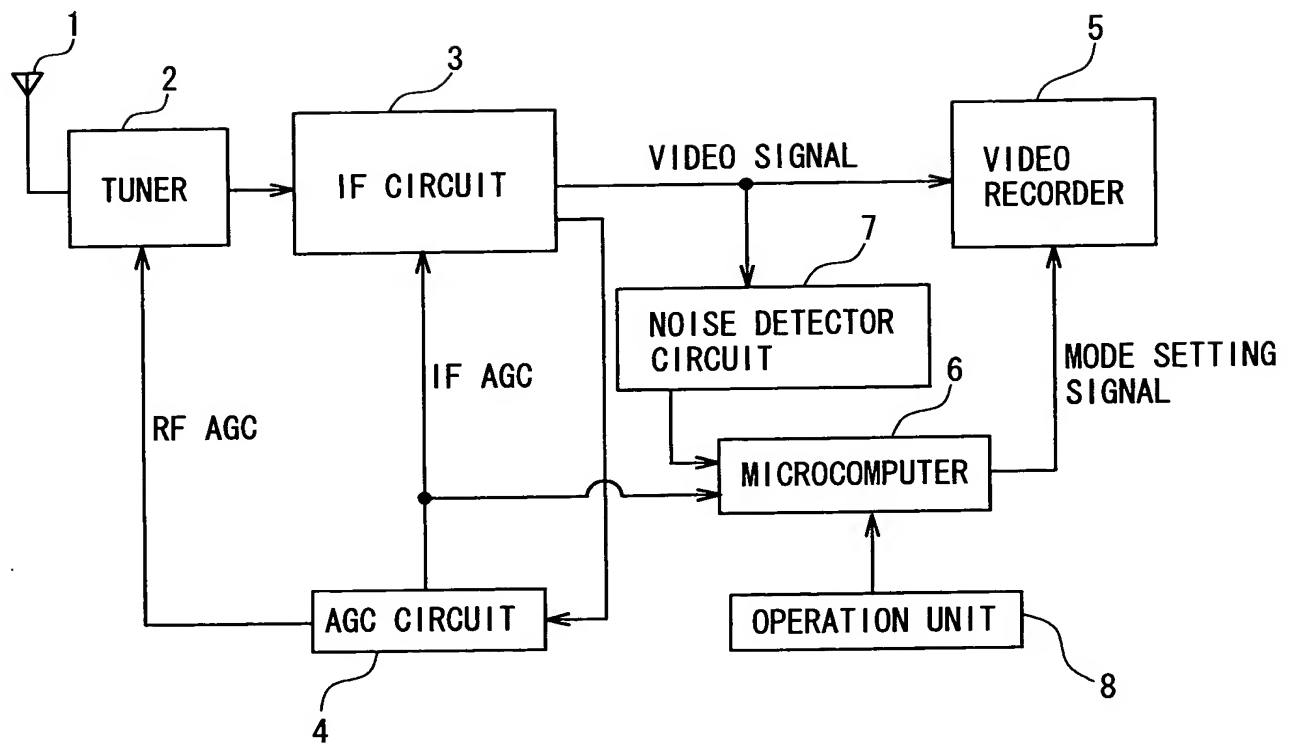 1
2
3
5
TUNER
IF CIRCUIT
VIDEO SIGNAL
VIDEO
RECORDER
7
NOISE DETECTOR
CIRCUIT
IF AGC
RF AGC
6
MODE SETTING
SIGNAL
MICROCOMPUTER
AGC CIRCUIT
OPERATION UNIT
4
8